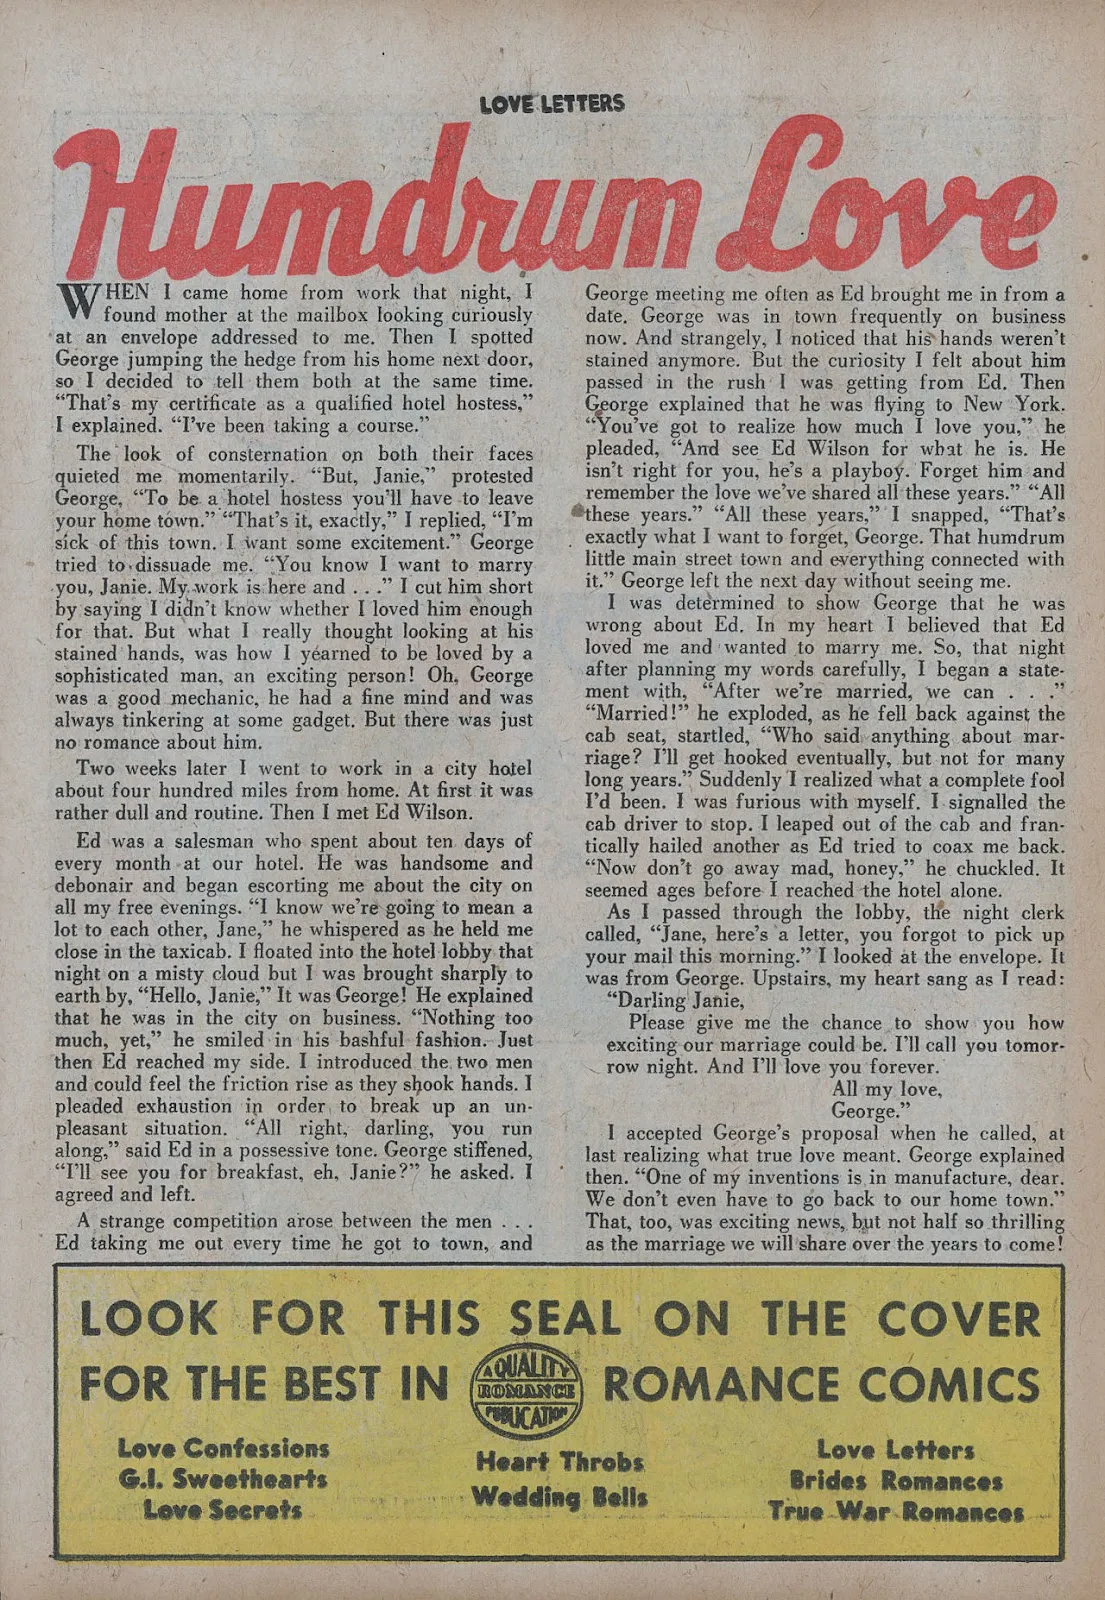 LOVE LETTERS
Humdrum Love
WHEN I came home from work that night, I
found mother at the mailbox looking curiously
at an envelope addressed to me. Then I spotted
George jumping the hedge from his home next door,
so I decided to tell them both at the same time.
“That’s my certificate as a qualified hotel hostess,”
I explained. “I’ve been taking a course.”
The look of consternation on both their faces
quieted me momentarily. “But, Janie,” protested
George, “To be a hotel hostess you’ll have to leave
your home town.” “That’s it, exactly,” I replied, “I’m
sick of this town. I want some excitement.” George
tried to dissuade me. “You know I want to marry
you, Janie. My work is here and . . .” I cut him short
by saying I didn’t know whether I loved him enough
for that. But what I really thought looking at his
stained hands, was how I yearned to be loved by a
sophisticated man, an exciting person! Oh, George
was a good mechanic, he had a fine mind and was
always tinkering at some gadget. But there was just
no romance about him.
Two weeks later I went to work in a city hotel
about four hundred miles from home. At first it was
rather dull and routine. Then I met Ed Wilson.
Ed was a salesman who spent about ten days of
every month at our hotel. He was handsome and
debonair and began escorting me about the city on
all my free evenings. “I know we’re going to mean a
lot to each other, Jane,” he whispered as he held me
close in the taxicab. I floated into the hotel lobby that
night on a misty cloud but I was brought sharply to
earth by, “Hello, Janie,” It was George! He explained
that he was in the city on business. “Nothing too
much, yet,” he smiled in his bashful fashion. Just
then Ed reached my side. I introduced the two men
and could feel the friction rise as they shook hands. I
pleaded exhaustion in order to break up an un-
pleasant situation. “All right, darling, you run
along,” said Ed in a possessive tone. George stiffened,
“I’ll see you for breakfast, eh, Janie?” he asked. I
agreed and left.
A strange competition arose between the men . . .
Ed taking me out every time he got to town, and
George meeting me often as Ed brought me in from a
date. George was in town frequently on business
now. And strangely, I noticed that his hands weren’t
stained anymore. But the curiosity I felt about him
passed in the rush I was getting from Ed. Then
George explained that he was flying to New York.
“You’ve got to realize how much I love you,” he
pleaded, “And see Ed Wilson for what he is. He
isn’t right for you, he’s a playboy. Forget him and
remember the love we’ve shared all these years.” “All
these years.” “All these years,” I snapped, “That’s
exactly what I want to forget, George. That humdrum
little main street town and everything connected with
it.” George left the next day without seeing me.
I was determined to show George that he was
wrong about Ed. In my heart I believed that Ed
loved me and wanted to marry me. So, that night
after planning my words carefully, I began a state-
ment with, “After we’re married, we can . . .”
“Married!” he exploded, as he fell back against the
cab seat, startled, “Who said anything about mar-
riage? I’ll get hooked eventually, but not for many
long years.” Suddenly I realized what a complete fool
I’d been. I was furious with myself. I signalled the
cab driver to stop. I leaped out of the cab and fran-
tically hailed another as Ed tried to coax me back.
“Now don’t go away mad, honey,” he chuckled. It
seemed ages before I reached the hotel alone.
As I passed through the lobby, the night clerk
called, “Jane, here’s a letter, you forgot to pick up
your mail this morning.” I looked at the envelope. It
was from George. Upstairs, my heart sang as I read:
“Darling Janie,
Please give me the chance to show you how
exciting our marriage could be. I’ll call you tomor-
row night. And I’ll love you forever.
All my love,
George.”
I accepted George’s proposal when he called, at
last realizing what true love meant. George explained
then. “One of my inventions is in manufacture, dear.
We don’t even have to go back to our home town.”
That, too, was exciting news, but not half so thrilling
as the marriage we will share over the years to come!
LOOK FOR THIS SEAL ON THE COVER
FOR THE BEST IN A QUALITY ROMANCE PUBLICATION ROMANCE COMICS
Love Confessions
G.I. Sweethearts
Love Secrets
Heart Throbs
Wedding Bells
Love Letters
Brides Romances
True War Romances